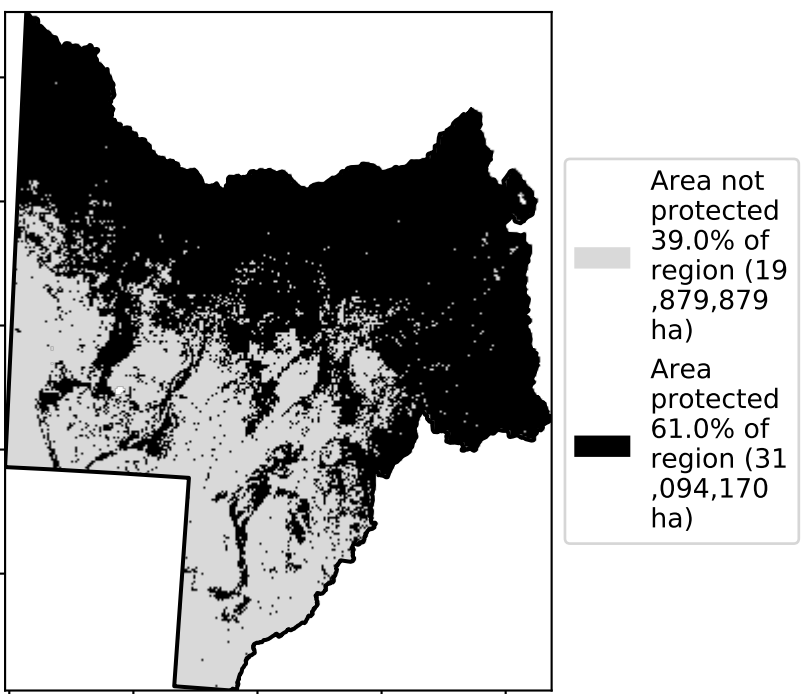 Area not
protected
39.0% of
region (19
,879,879
ha)
Area
protected
61.0% of
region (31
,094,170
ha)